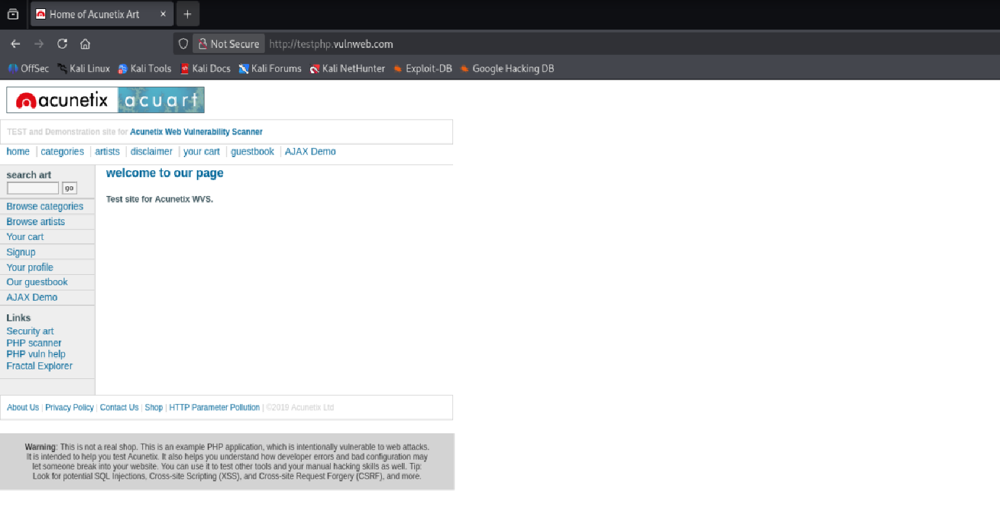 Home of Acunetix Art
Not Secure http://testphp.vulnweb.com
OffSec Kali Linux Kali Tools Kali Docs Kali Forums Kali NetHunter Exploit-DB Google Hacking DB
acunetix acuart
TEST and Demonstration site for Acunetix Web Vulnerability Scanner
home | categories | artists | disclaimer | your cart | guestbook | AJAX Demo
search art
go
Browse categories
Browse artists
Your cart
Signup
Your profile
Our guestbook
AJAX Demo
Links
Security art
PHP scanner
PHP vuln help
Fractal Explorer
welcome to our page
Test site for Acunetix WVS.
About Us | Privacy Policy | Contact Us | Shop | HTTP Parameter Pollution | ©2019 Acunetix Ltd
Warning: This is not a real shop. This is an example PHP application, which is intentionally vulnerable to web attacks.
It is intended to help you test Acunetix. It also helps you understand how developer errors and bad configuration may
let someone break into your website. You can use it to test other tools and your manual hacking skills as well. Tip:
Look for potential SQL Injections, Cross-site Scripting (XSS), and Cross-site Request Forgery (CSRF), and more.